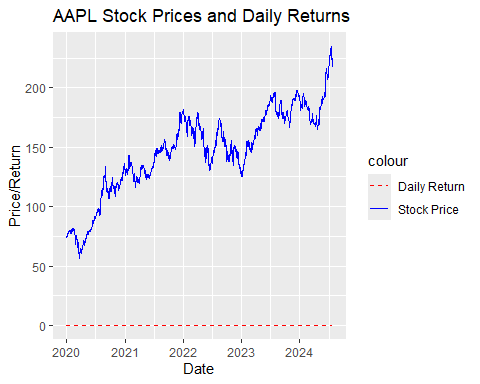 AAPL Stock Prices and Daily Returns
Price/Return
200
150
100
50
0
2020 2021 2022 2023 2024
Date
colour
Daily Return
Stock Price